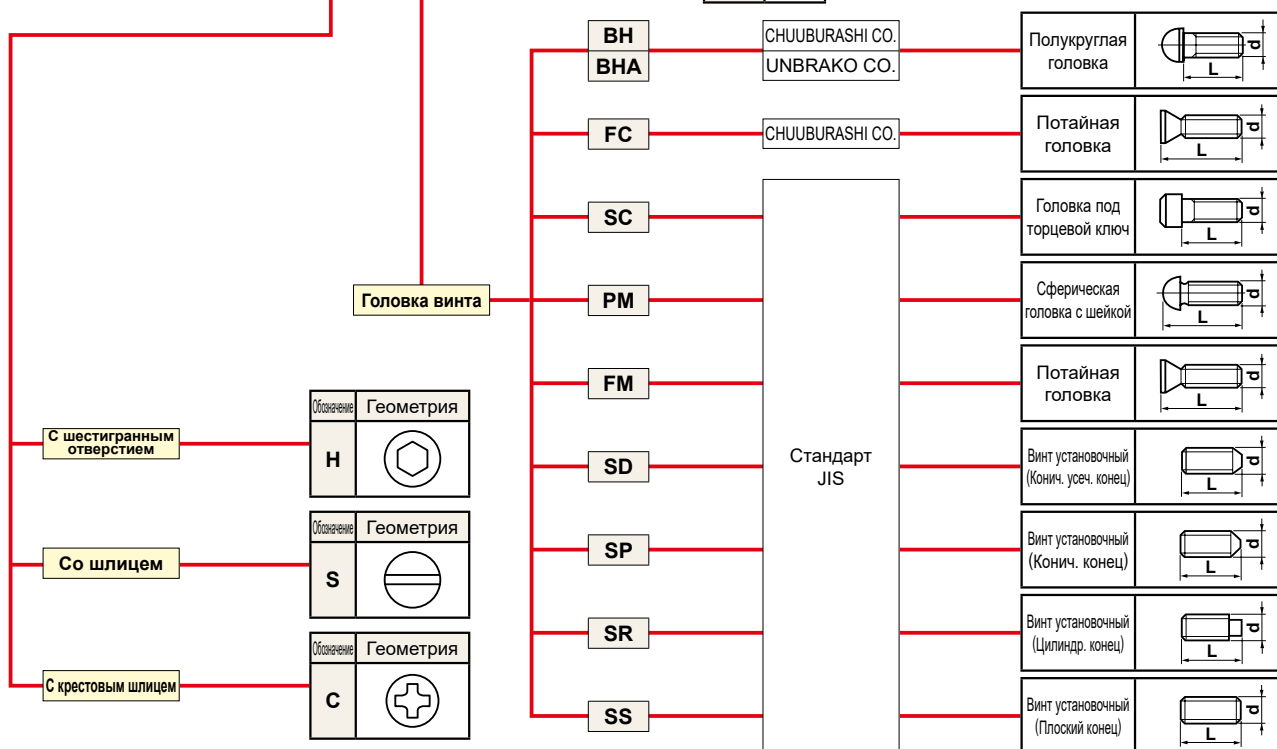 BH
CHUUBURASHI CO.
BHA
UNBRAKO CO.
Полукруглая
головка
d
L
FC
CHUUBURASHI CO.
Потайная
головка
d
L
SC
Головка под
торцевой ключ
d
L
Головка винта
PM
Сферическая
головка с шейкой
d
L
FM
Потайная
головка
d
L
Обозначение Геометрия
С шестигранным
отверстием
H
SD
Стандарт
JIS
Винт установочный
(Конич. усеч. конец)
d
L
Обозначение Геометрия
Со шлицем
S
SP
Винт установочный
(Конич. конец)
d
L
Обозначение Геометрия
С крестовым шлицем
C
SR
Винт установочный
(Цилиндр. конец)
d
L
SS
Винт установочный
(Плоский конец)
d
L